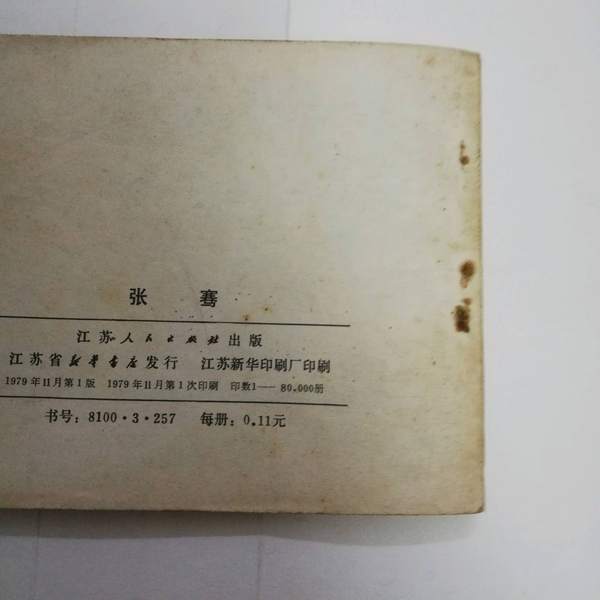 张 骞
江苏人民出版社出版
江苏省新华书店发行 江苏新华印刷厂印刷
1979年11月第1版 1979年11月第1次印刷 印数1—80,000册
书号：8100·3·257 每册：0.11元